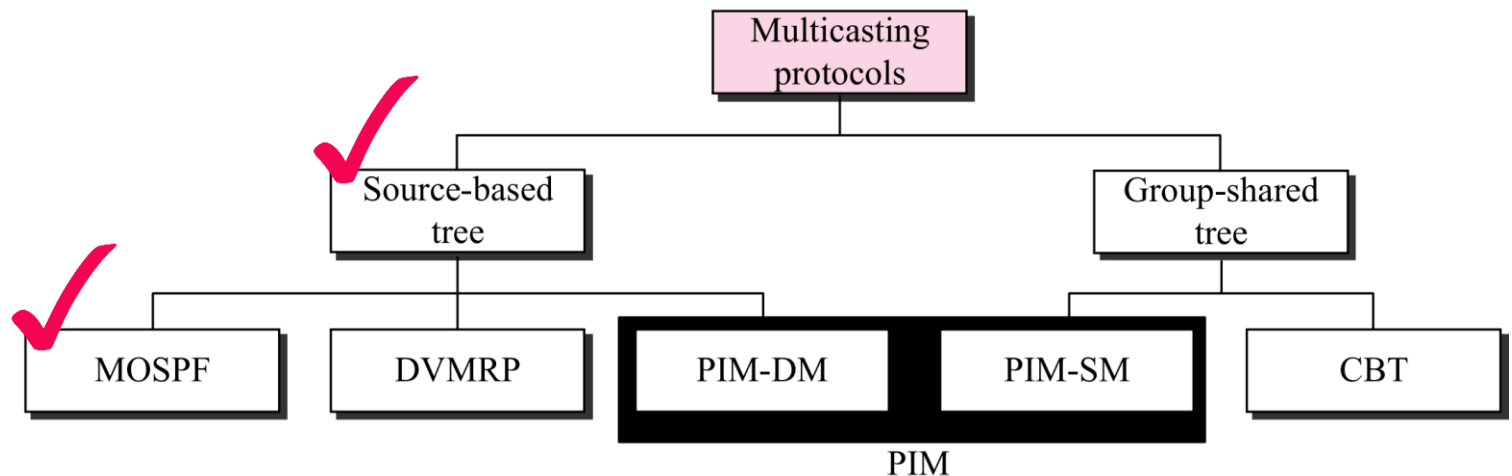 Multicasting
protocols
Source-based
tree
Group-shared
tree
MOSPF
DVMRP
PIM-DM
PIM-SM
CBT
PIM